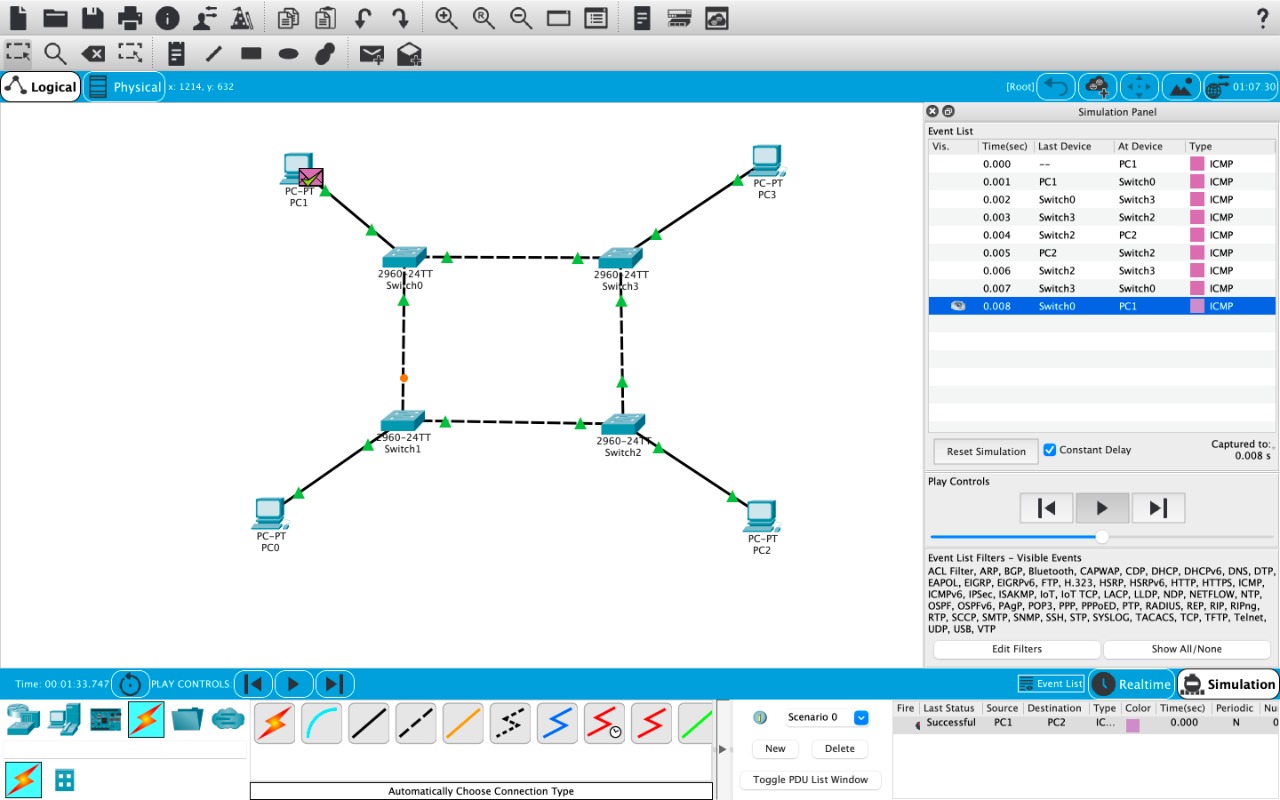 Logical
Physical
x: 1214, y: 632
[Root]
01:07:30
Simulation Panel
Event List
Vis. Time(sec) Last Device At Device Type
0.000 -- PC1 ICMP
0.001 PC1 Switch0 ICMP
0.002 Switch0 Switch3 ICMP
0.003 Switch3 Switch2 ICMP
0.004 Switch2 PC2 ICMP
0.005 PC2 Switch2 ICMP
0.006 Switch2 Switch3 ICMP
0.007 Switch3 Switch0 ICMP
0.008 Switch0 PC1 ICMP
Reset Simulation
Constant Delay
Captured to:
0.008 s
Play Controls
Event List Filters - Visible Events
ACL Filter, ARP, BGP, Bluetooth, CAPWAP, CDP, DHCP, DHCPv6, DNS, DTP,
EAPOL, EIGRP, EIGRPv6, FTP, H.323, HSRP, HSRPv6, HTTP, HTTPS, ICMP,
ICMPv6, IPSec, ISAKMP, IoT, IoT TCP, LACP, LLDP, NDP, NETFLOW, NTP,
OSPF, OSPFv6, PAgP, POP3, PPP, PPPoED, PTP, RADIUS, REP, RIP, RIPng,
RTP, SCCP, SMTP, SNMP, SSH, STP, SYSLOG, TACACS, TCP, TFTP, Telnet,
UDP, USB, VTP
Edit Filters
Show All/None
PC-PT
PC1
PC-PT
PC3
2960-24TT
Switch0
2960-24TT
Switch3
2960-24TT
Switch1
2960-24TT
Switch2
PC-PT
PC0
PC-PT
PC2
Time: 00:01:33.747
PLAY CONTROLS:
Event List
Realtime
Simulation
Automatically Choose Connection Type
Scenario 0
New
Delete
Toggle PDU List Window
Fire Last Status Source Destination Type Color Time(sec) Periodic Nu
Successful PC1 PC2 IC... 0.000 N 0